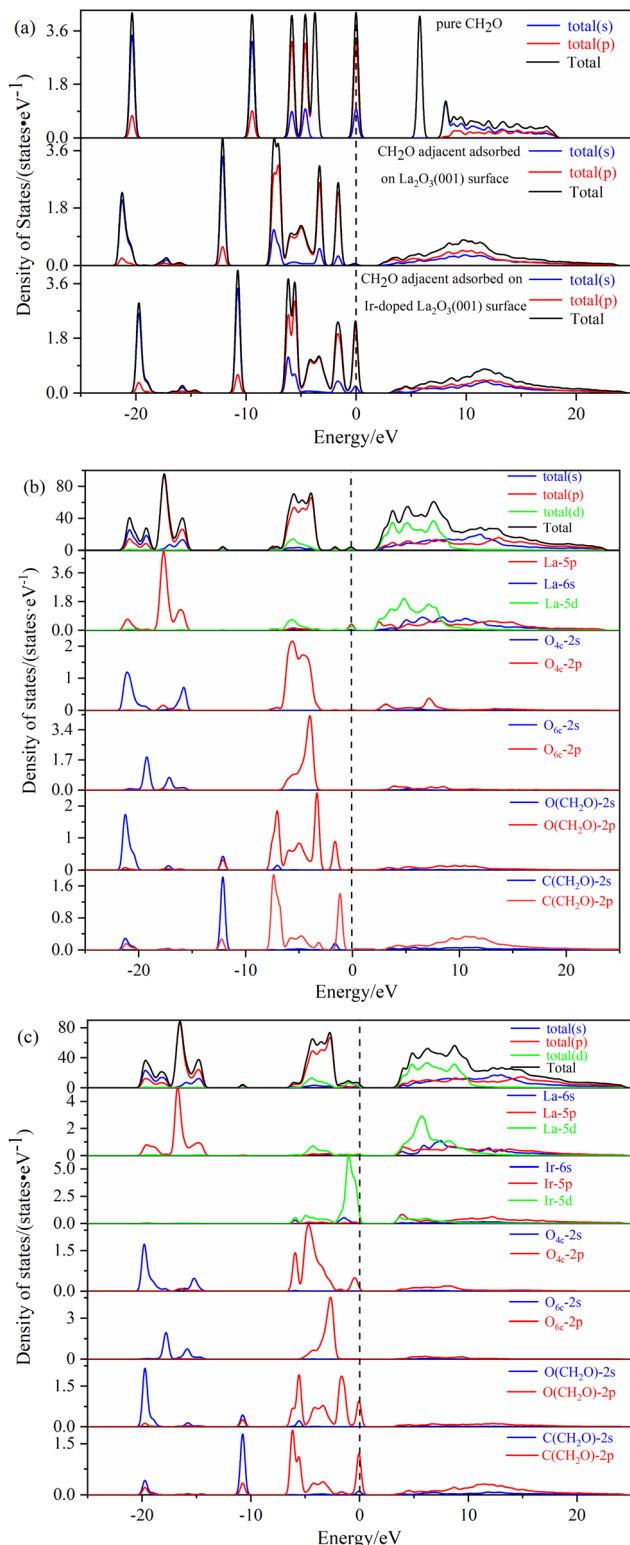 (a)
pure CH₂O
total(s)
total(p)
Total
3.6
1.8
0.0
CH₂O adjacent adsorbed
on La₂O₃(001) surface
total(s)
total(p)
Total
3.6
1.8
0.0
CH₂O adjacent adsorbed on
Ir-doped La₂O₃(001) surface
total(s)
total(p)
Total
3.6
1.8
0.0
Density of States/(states•eV⁻¹)
-20 -10 -5 0 10 20
Energy/eV
(b)
total(s)
total(p)
total(d)
Total
80
40
0
La-5p
La-6s
La-5d
3.6
1.8
0.0
O₄c-2s
O₄c-2p
2
1
0
O₆c-2s
O₆c-2p
3.4
1.7
0.0
O(CH₂O)-2s
O(CH₂O)-2p
2
1
0
C(CH₂O)-2s
C(CH₂O)-2p
1.6
0.8
0.0
Density of states/(states·eV⁻¹)
-20 -10 0 10 20
Energy/eV
(c)
total(s)
total(p)
total(d)
Total
80
40
0
La-6s
La-5p
La-5d
4
2
0
Ir-6s
Ir-5p
Ir-5d
5.0
2.5
0.0
O₄c-2s
O₄c-2p
1.5
0.0
O₆c-2s
O₆c-2p
3
0
O(CH₂O)-2s
O(CH₂O)-2p
1.5
0.0
C(CH₂O)-2s
C(CH₂O)-2p
1.5
0.0
Density of states/(states•eV⁻¹)
-20 -10 0 10 20
Energy/eV